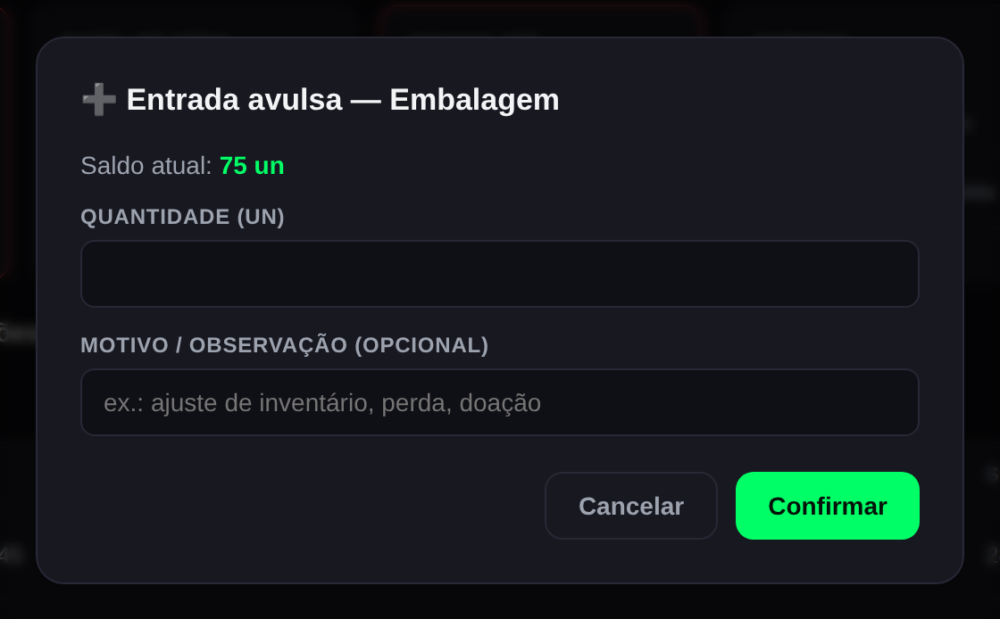 ➕ Entrada avulsa — Embalagem
Saldo atual: 75 un
QUANTIDADE (UN)
MOTIVO / OBSERVAÇÃO (OPCIONAL)
ex.: ajuste de inventário, perda, doação
Cancelar
Confirmar